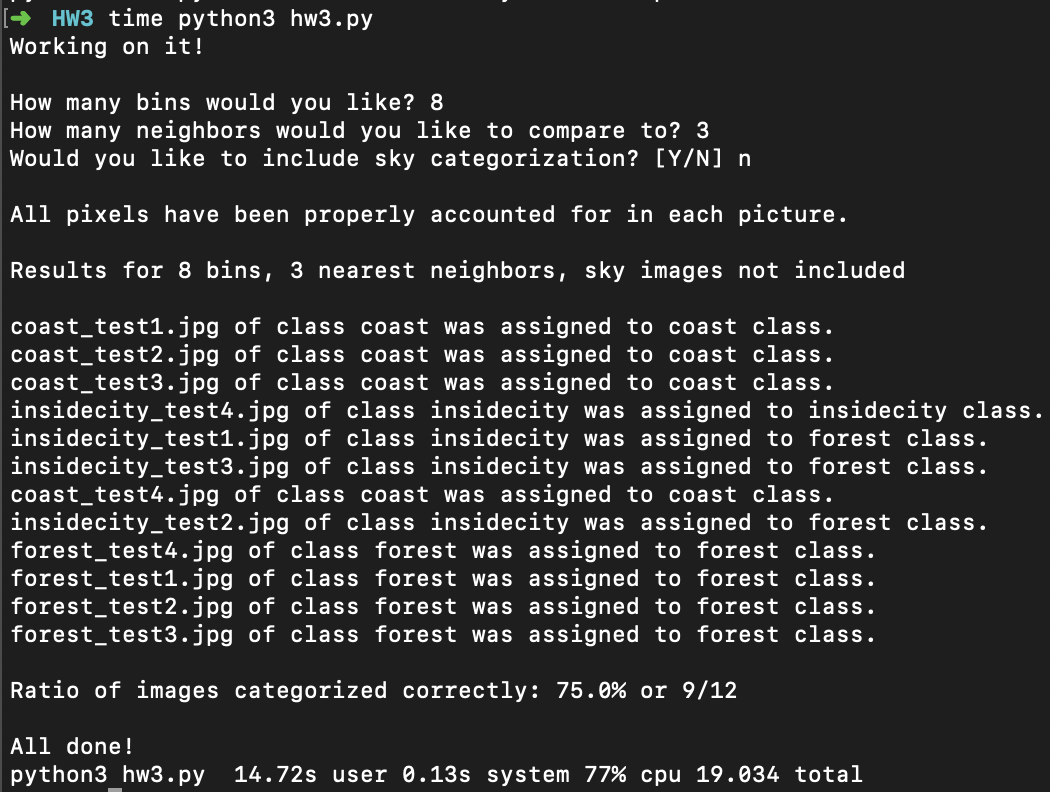 [➜ HW3 time python3 hw3.py
Working on it!
How many bins would you like? 8
How many neighbors would you like to compare to? 3
Would you like to include sky categorization? [Y/N] n
All pixels have been properly accounted for in each picture.
Results for 8 bins, 3 nearest neighbors, sky images not included
coast_test1.jpg of class coast was assigned to coast class.
coast_test2.jpg of class coast was assigned to coast class.
coast_test3.jpg of class coast was assigned to coast class.
insidecity_test4.jpg of class insidecity was assigned to insidecity class.
insidecity_test1.jpg of class insidecity was assigned to forest class.
insidecity_test3.jpg of class insidecity was assigned to forest class.
coast_test4.jpg of class coast was assigned to coast class.
insidecity_test2.jpg of class insidecity was assigned to forest class.
forest_test4.jpg of class forest was assigned to forest class.
forest_test1.jpg of class forest was assigned to forest class.
forest_test2.jpg of class forest was assigned to forest class.
forest_test3.jpg of class forest was assigned to forest class.
Ratio of images categorized correctly: 75.0% or 9/12
All done!
python3 hw3.py  14.72s user 0.13s system 77% cpu 19.034 total